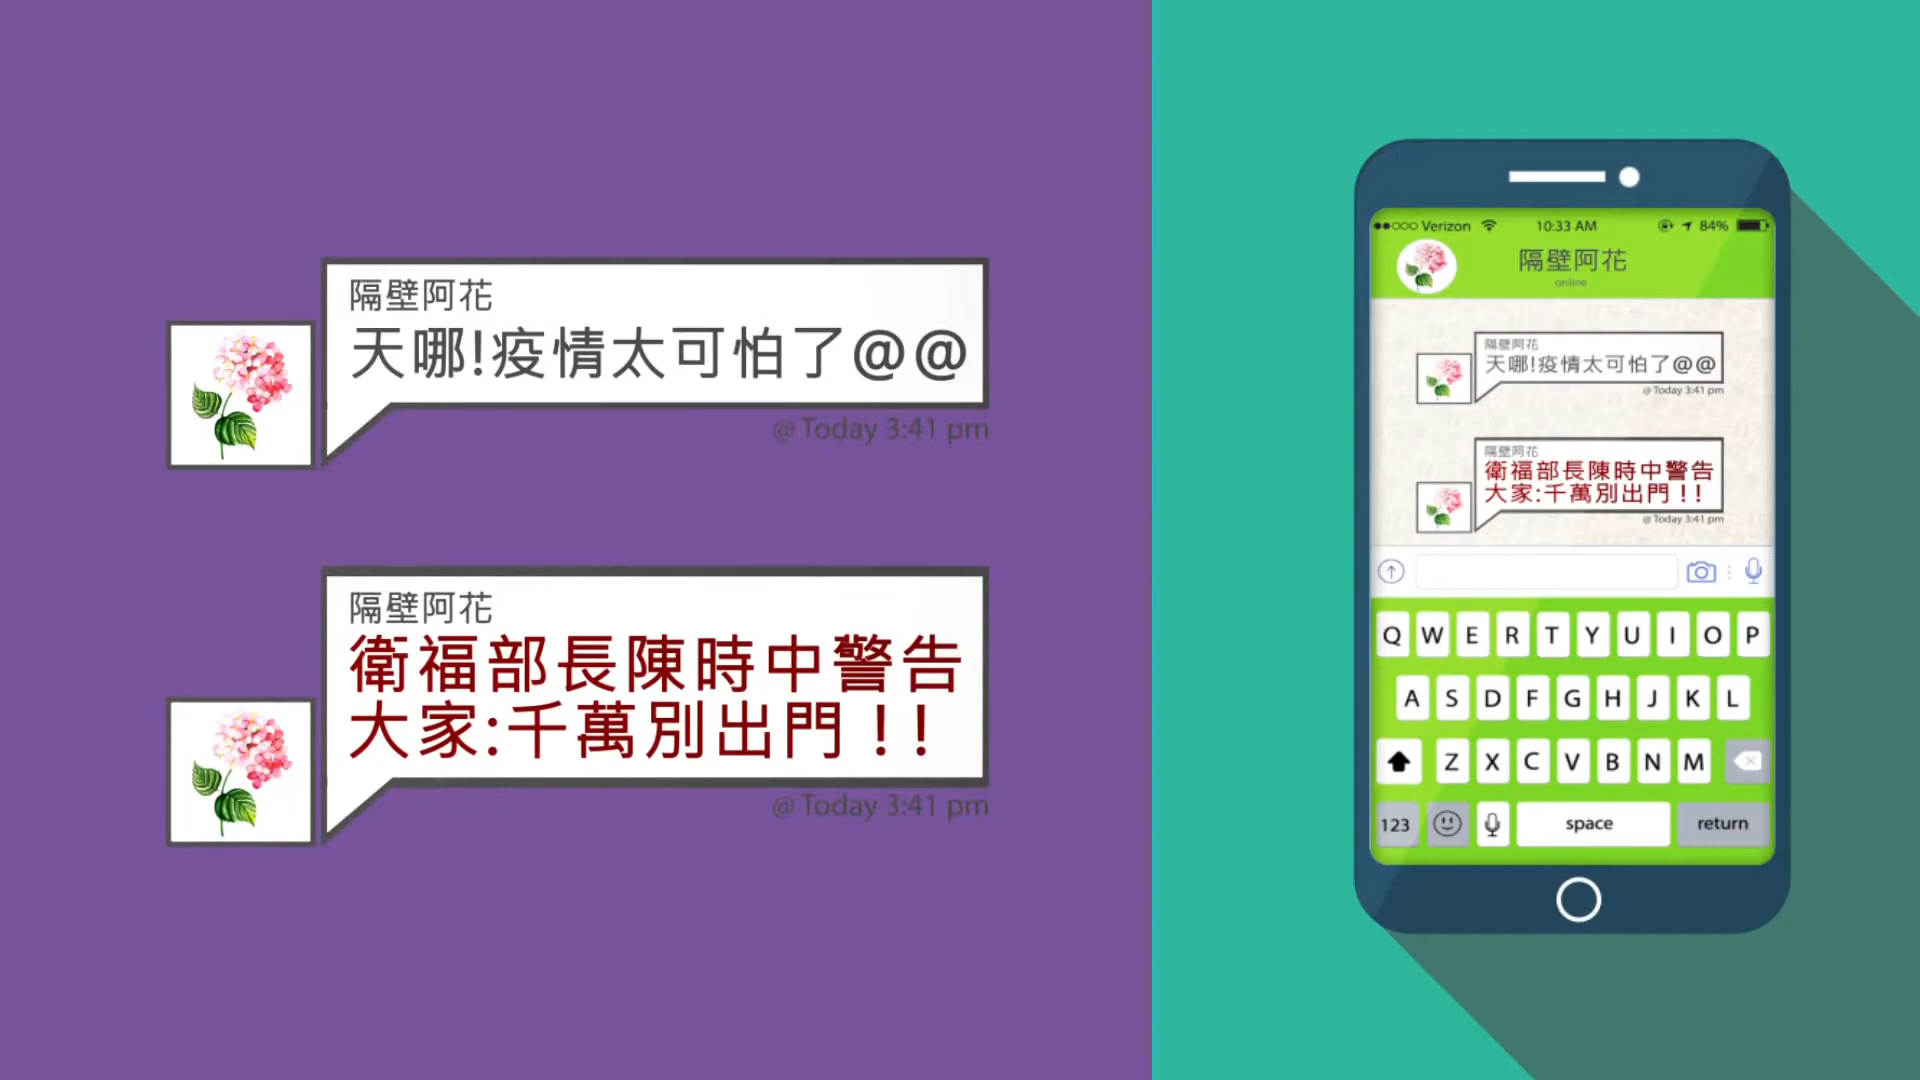 隔壁阿花
天哪!疫情太可怕了@@
@ Today 3:41 pm
隔壁阿花
衛福部長陳時中警告
大家:千萬別出門!!
@ Today 3:41 pm
Verizon 10:33 AM 84%
隔壁阿花
online
隔壁阿花
天哪!疫情太可怕了@@
@ Today 3:41 pm
隔壁阿花
衛福部長陳時中警告
大家:千萬別出門!!
@ Today 3:41 pm
Q W E R T Y U I O P
A S D F G H J K L
Z X C V B N M
123 space return